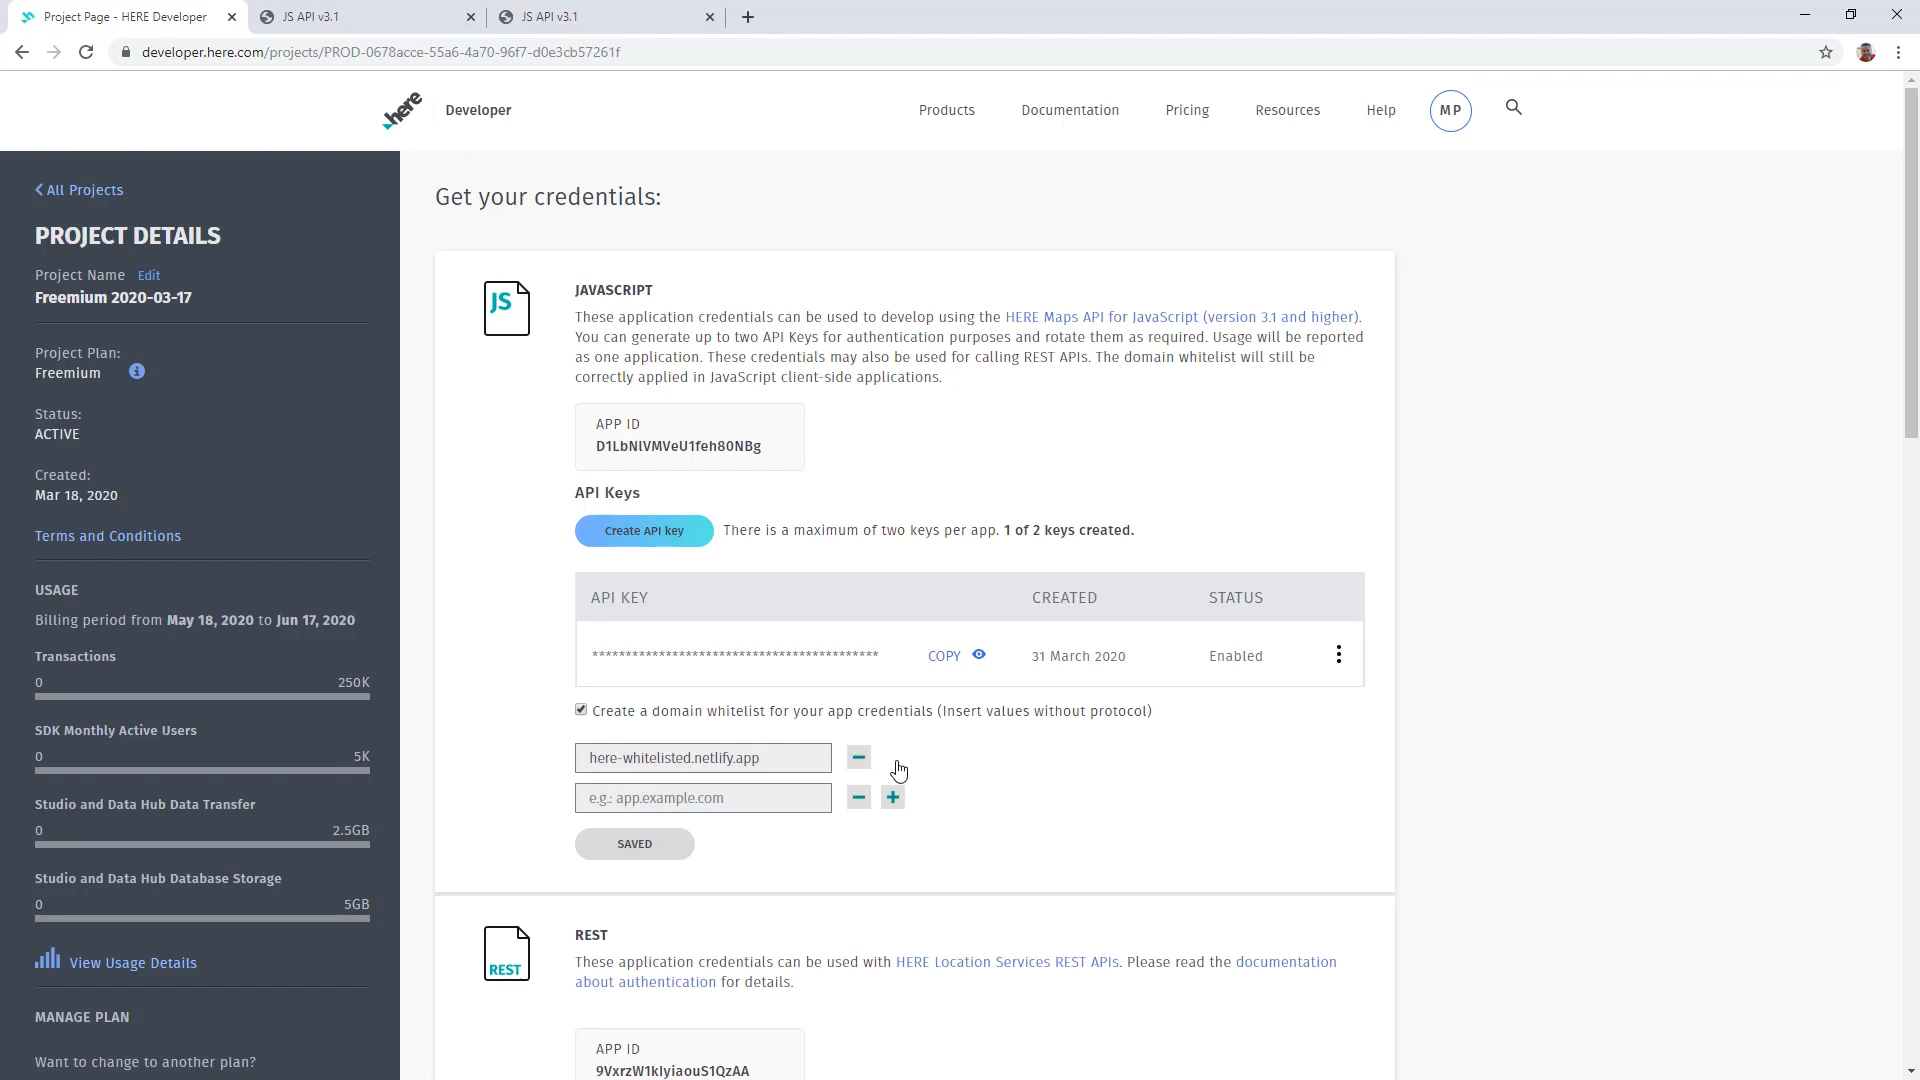 Project Page - HERE Developer
JS API v3.1
JS API v3.1
developer.here.com/projects/PROD-0678acce-55a6-4a70-96f7-d0e3cb57261f
here
Developer
Products
Documentation
Pricing
Resources
Help
MP
All Projects
PROJECT DETAILS
Project Name Edit
Freemium 2020-03-17
Project Plan:
Freemium
Status:
ACTIVE
Created:
Mar 18, 2020
Terms and Conditions
USAGE
Billing period from May 18, 2020 to Jun 17, 2020
Transactions
0 250K
SDK Monthly Active Users
0 5K
Studio and Data Hub Data Transfer
0 2.5GB
Studio and Data Hub Database Storage
0 5GB
View Usage Details
MANAGE PLAN
Want to change to another plan?
Get your credentials:
JS
JAVASCRIPT
These application credentials can be used to develop using the HERE Maps API for JavaScript (version 3.1 and higher).
You can generate up to two API Keys for authentication purposes and rotate them as required. Usage will be reported
as one application. These credentials may also be used for calling REST APIs. The domain whitelist will still be
correctly applied in JavaScript client-side applications.
APP ID
D1LbNlVMVeU1feh80NBg
API Keys
Create API key There is a maximum of two keys per app. 1 of 2 keys created.
API KEY CREATED STATUS
******************************************* COPY 31 March 2020 Enabled
Create a domain whitelist for your app credentials (Insert values without protocol)
here-whitelisted.netlify.app
e.g.: app.example.com
SAVED
REST
REST
These application credentials can be used with HERE Location Services REST APIs. Please read the documentation
about authentication for details.
APP ID
9VxrzW1kIyiaouS1QzAA